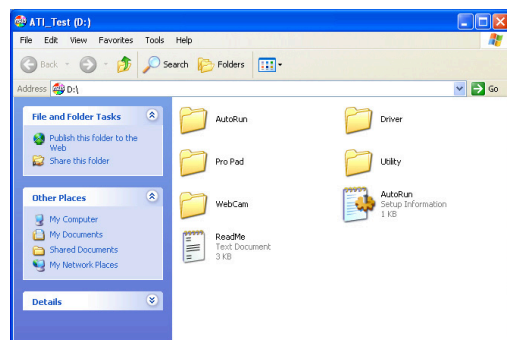 ATI_Test (D:)
File Edit View Favorites Tools Help
Back Search Folders
Address D:\ Go
File and Folder Tasks
Publish this folder to the
Web
Share this folder
Other Places
My Computer
My Documents
Shared Documents
My Network Places
Details
AutoRun
Driver
Pro Pad
Utility
WebCam
AutoRun
Setup Information
1 KB
ReadMe
Text Document
3 KB